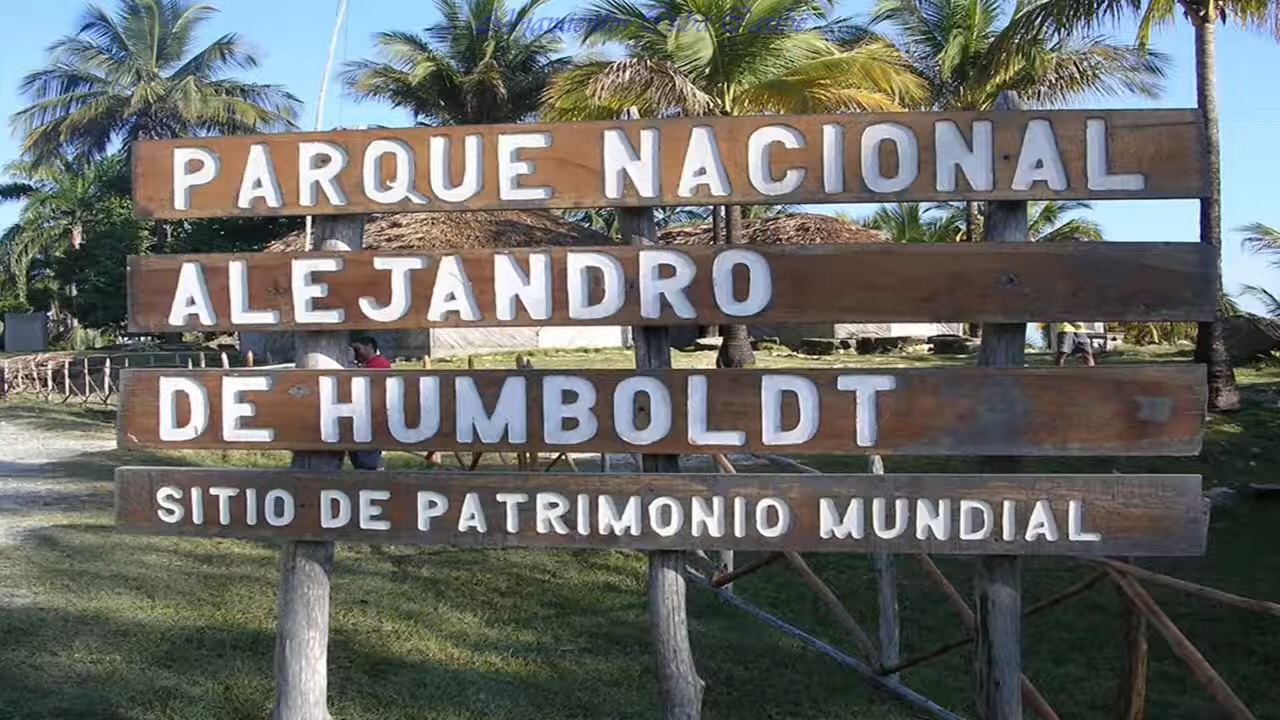 PARQUE NACIONAL
ALEJANDRO
DE HUMBOLDT
SITIO DE PATRIMONIO MUNDIAL